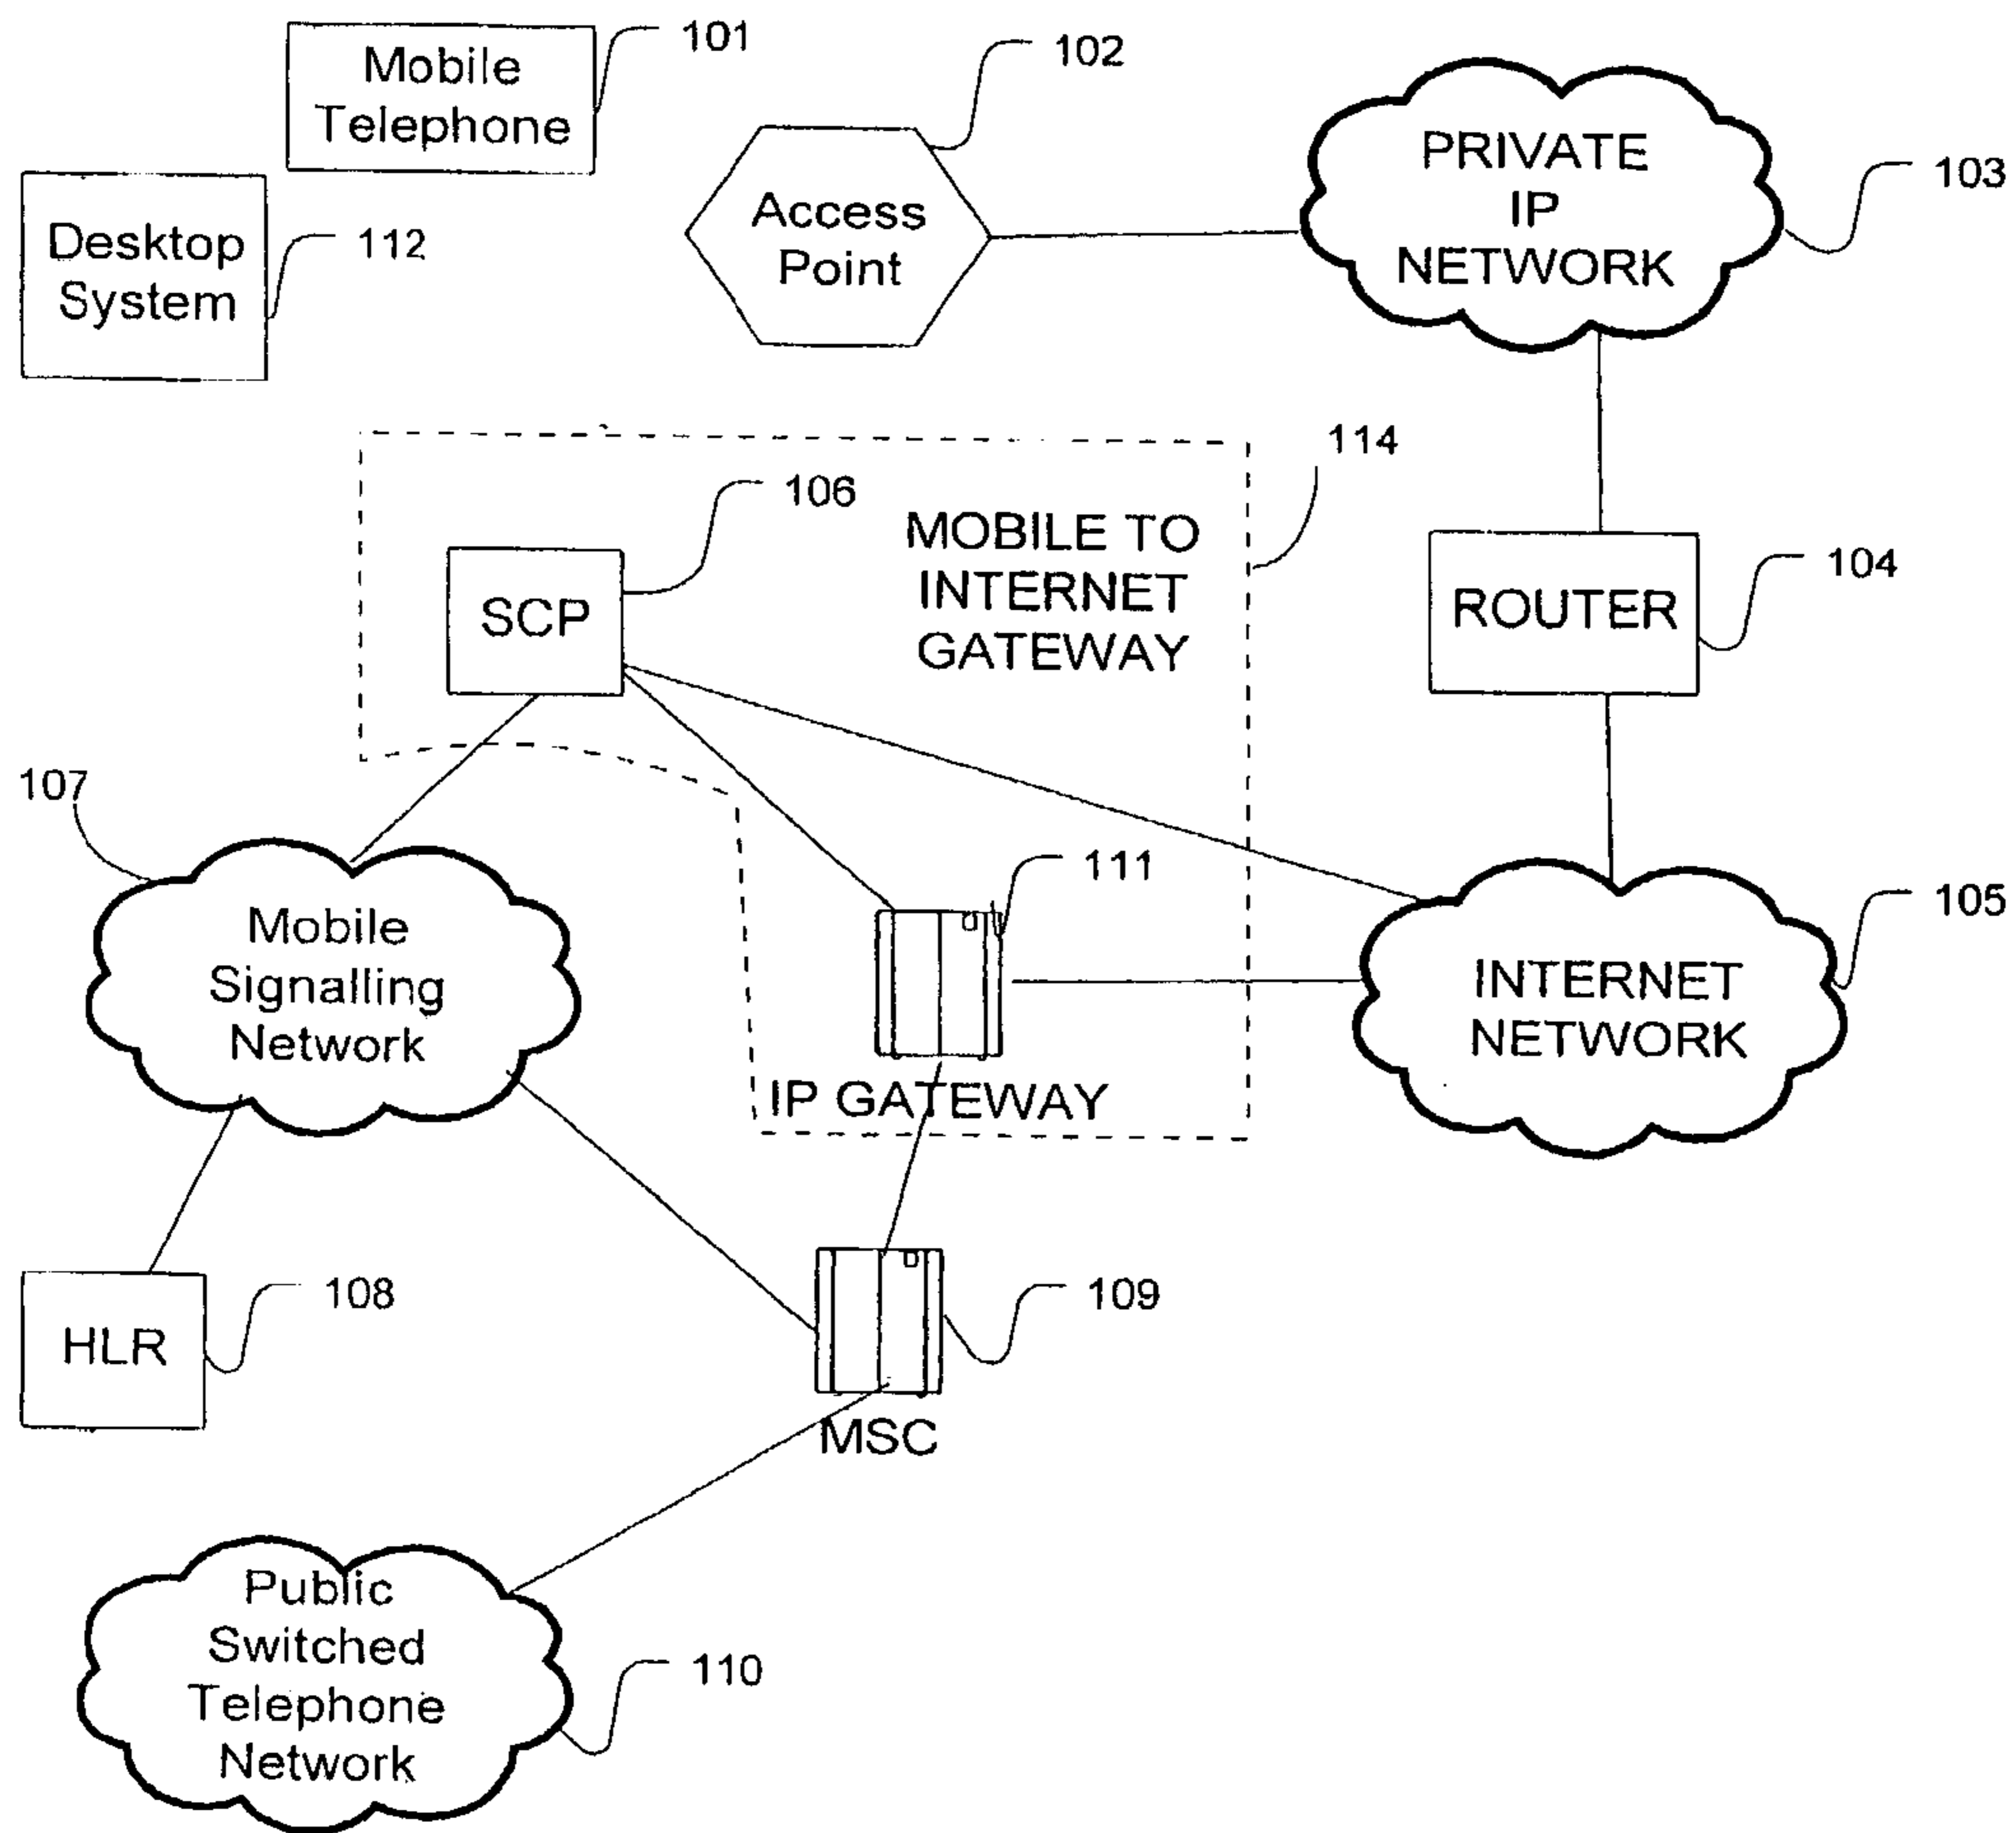 Mobile
Telephone
101
102
PRIVATE
IP
NETWORK
103
Desktop
System
112
Access
Point
114
106
SCP
MOBILE TO
INTERNET
GATEWAY
ROUTER
104
107
Mobile
Signalling
Network
111
IP GATEWAY
INTERNET
NETWORK
105
HLR
108
109
MSC
Public
Switched
Telephone
Network
110